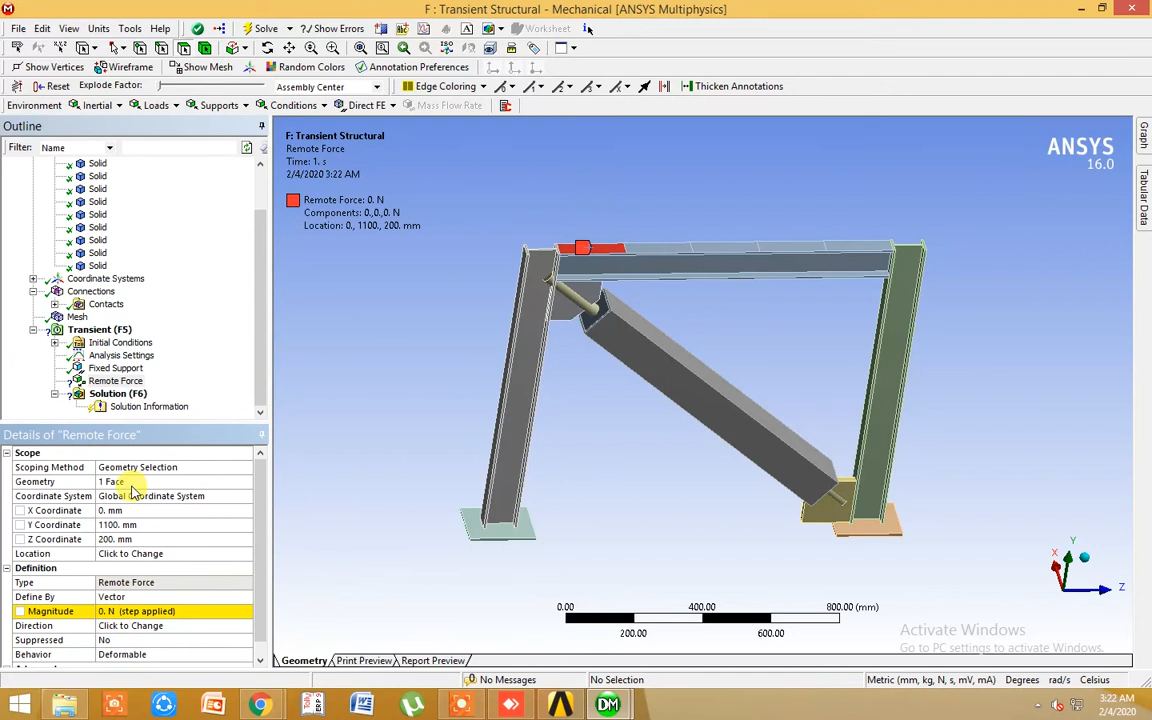 F : Transient Structural - Mechanical [ANSYS Multiphysics]
File Edit View Units Tools Help Solve ? / Show Errors Worksheet
Show Vertices Wireframe Show Mesh Random Colors Annotation Preferences
Reset Explode Factor: Assembly Center Edge Coloring Thicken Annotations
Environment Inertial Loads Supports Conditions Direct FE Mass Flow Rate
Outline
Filter: Name
Solid
Solid
Solid
Solid
Solid
Solid
Solid
Solid
Solid
Coordinate Systems
Connections
Contacts
Mesh
Transient (F5)
Initial Conditions
Analysis Settings
Fixed Support
Remote Force
Solution (F6)
Solution Information
Details of "Remote Force"
Scope
Scoping Method Geometry Selection
Geometry 1 Face
Coordinate System Global Coordinate System
X Coordinate 0. mm
Y Coordinate 1100. mm
Z Coordinate 200. mm
Location Click to Change
Definition
Type Remote Force
Define By Vector
Magnitude 0. N (step applied)
Direction Click to Change
Suppressed No
Behavior Deformable
F: Transient Structural
Remote Force
Time: 1. s
2/4/2020 3:22 AM
Remote Force: 0. N
Components: 0.,0.,0. N
Location: 0., 1100., 200. mm
ANSYS
16.0
Graph
Tabular Data
Y
X
Z
0.00 400.00 800.00 (mm)
200.00 600.00
Activate Windows
Go to PC settings to activate Windows.
Geometry Print Preview Report Preview
No Messages No Selection Metric (mm, kg, N, s, mV, mA) Degrees rad/s Celsius
3:22 AM
2/4/2020